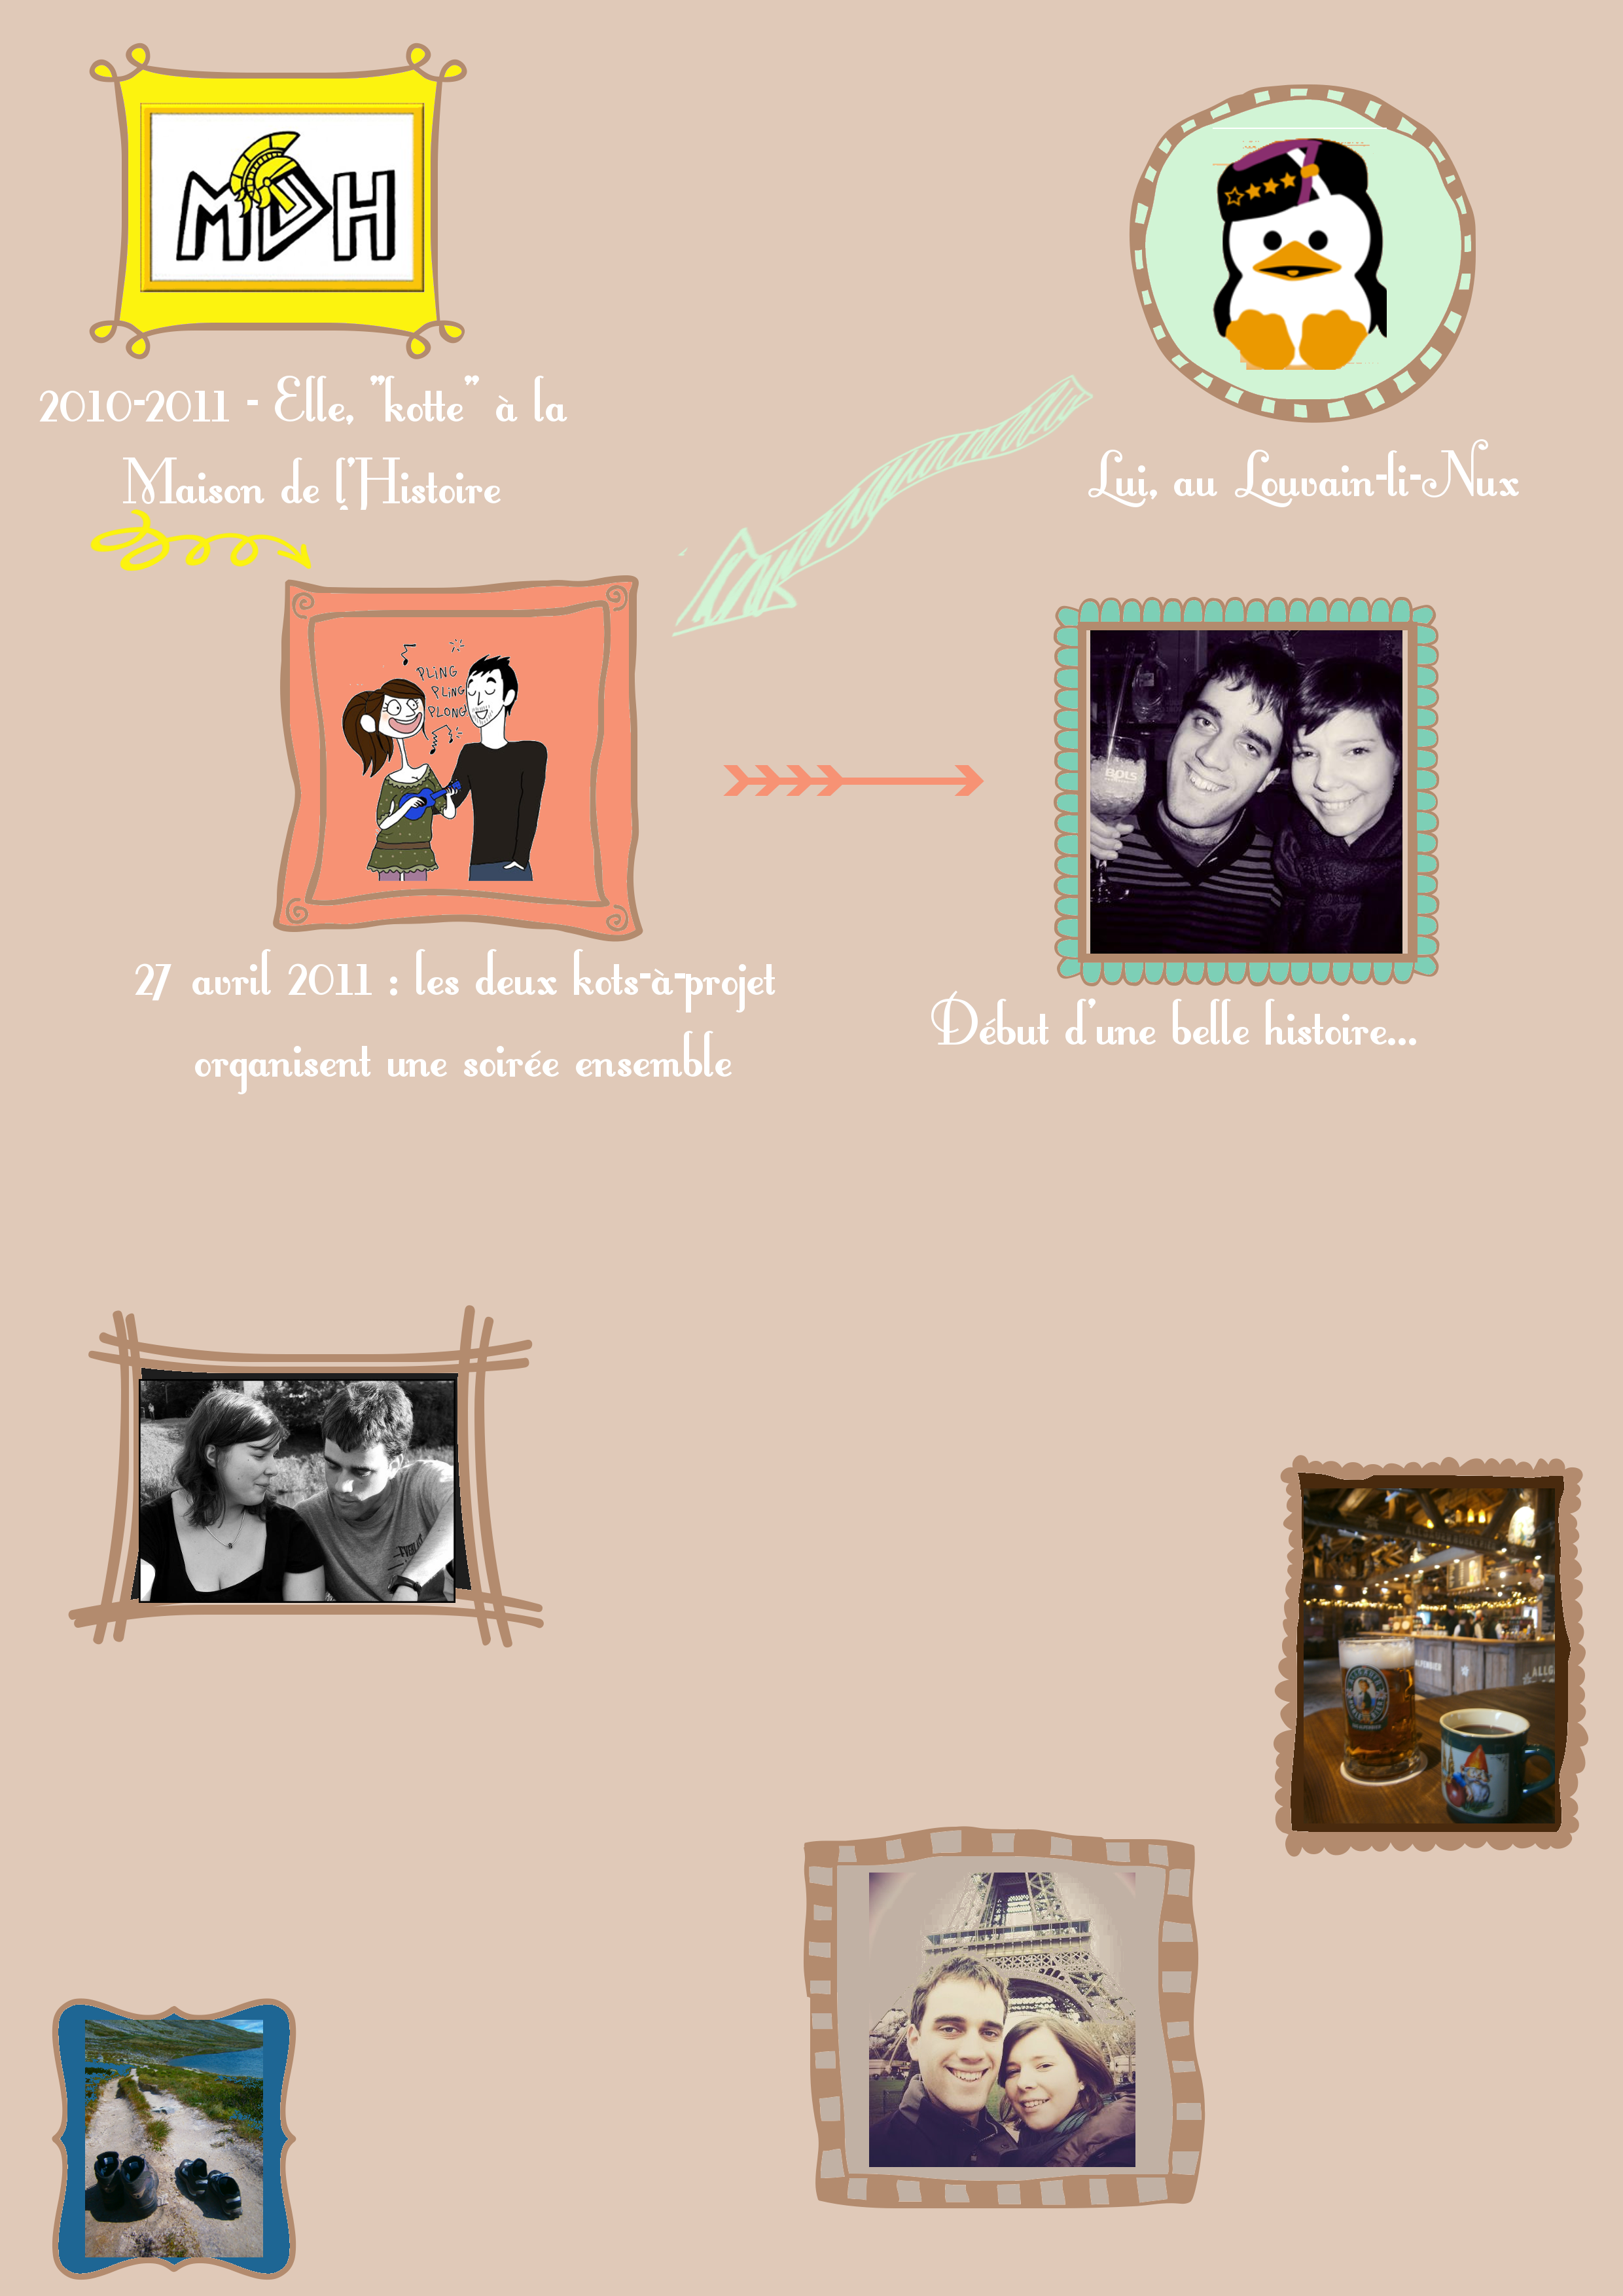 MDH
2010-2011 - Elle, "kotte" à la
Maison de l'Histoire
Lui, au Louvain-li-Nux
PLING
PLING
PLONG
BOLS
27 avril 2011 : les deux kots-à-projet
organisent une soirée ensemble
Début d'une belle histoire...